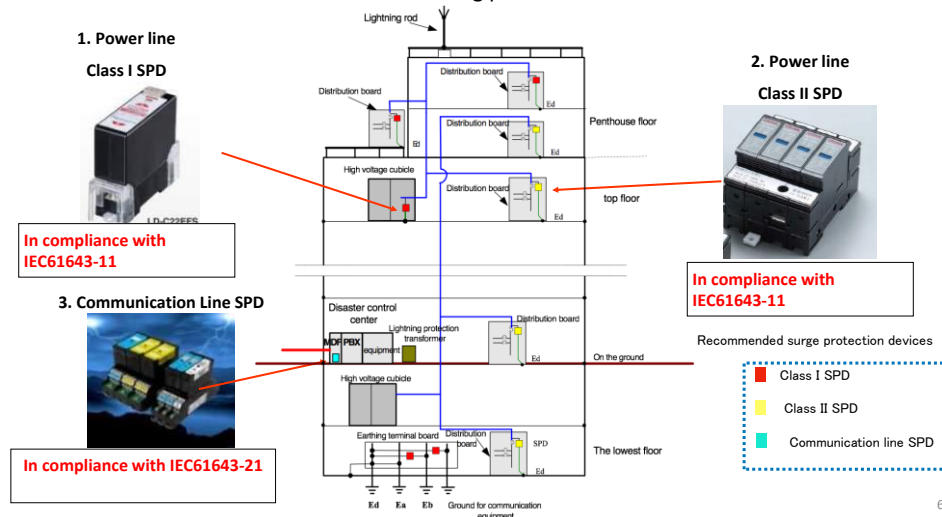 Lightning rod
1. Power line
Class I SPD
In compliance with
IEC61643-11
2. Power line
Class II SPD
In compliance with
IEC61643-11
3. Communication Line SPD
In compliance with IEC61643-21
Distribution board
Ed
Distribution board
Ed
Penthouse floor
Distribution board
Ed
High voltage cubicle
Distribution board
Ed
top floor
Disaster control
center
MDF
PBX
equipment
Lightning protection
transformer
Distribution board
Ed
On the ground
High voltage cubicle
Earthing terminal board
Distribution
board
SPD
Ed
The lowest floor
Ed
Ea
Eb
Ground for communication
equipment
Recommended surge protection devices
Class I SPD
Class II SPD
Communication line SPD
6